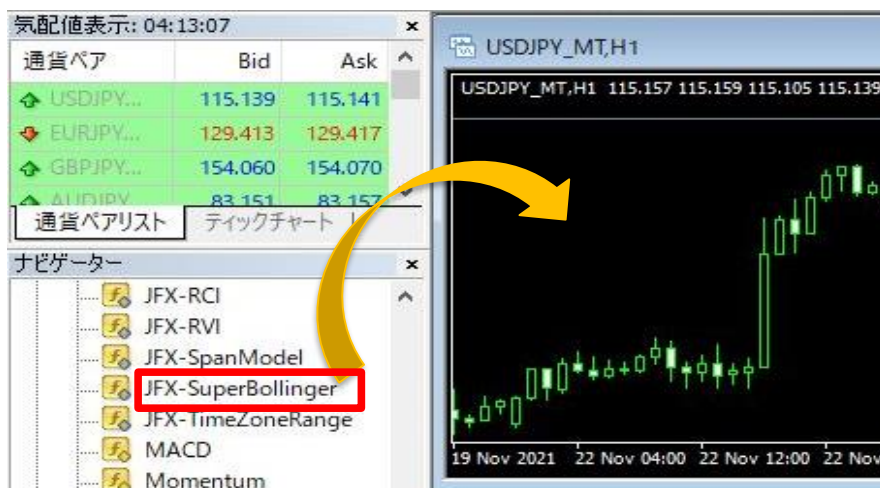 気配値表示: 04:13:07
通貨ペア Bid Ask
USDJPY... 115.139 115.141
EURJPY... 129.413 129.417
GBPJPY... 154.060 154.070
AUDJPY 83.151 83.157
通貨ペアリスト ティックチャート
ナビゲーター
JFX-RCI
JFX-RVI
JFX-SpanModel
JFX-SuperBollinger
JFX-TimeZoneRange
MACD
Momentum
USDJPY_MT,H1
USDJPY_MT,H1 115.157 115.159 115.105 115.139
19 Nov 2021 22 Nov 04:00 22 Nov 12:00 22 Nov